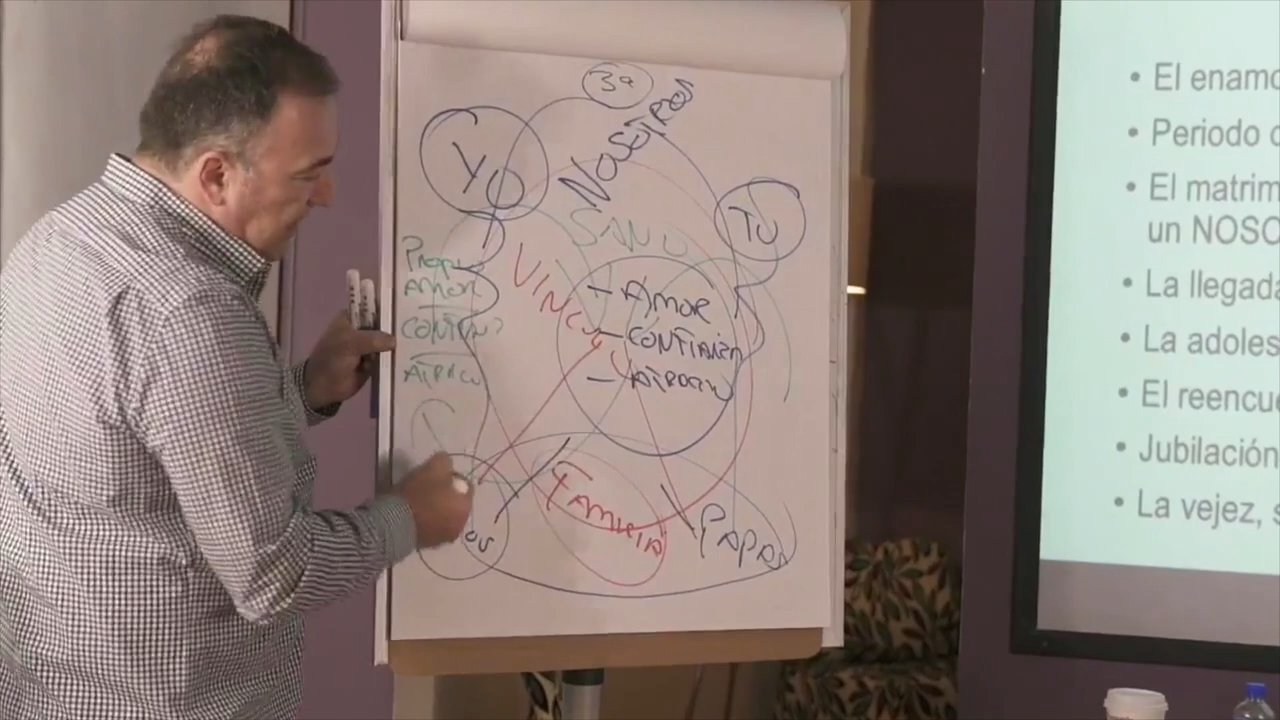 3ª
NOSOTROS
YO
TU
SANO
VINCULO
PROPIO
AMOR
- AMOR
- CONFIANZA
FAMILIA
PAPAS
• El enamo
• Periodo
• El matrim
un NOSO
• La llegada
• La adoles
• El reencue
• Jubilación
• La vejez, s